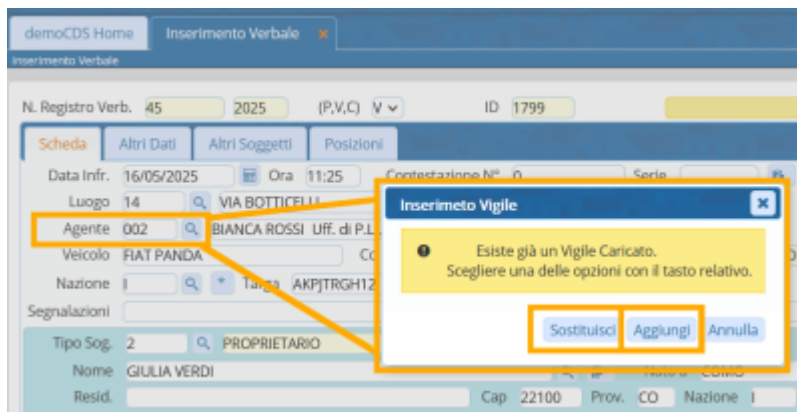 demoCDS Home Inserimento Verbale ×
Inserimento Verbale
N. Registro Verb. 45 2025 (P,V,C) V ID 1799
Scheda Altri Dati Altri Soggetti Posizioni
Data Infr. 16/05/2025 Ora 11:25 Contestazione N° 0 Serie
Luogo 14 VIA BOTTICELLI
Agente 002 BIANCA ROSSI Uff. di P.L.
Veicolo FIAT PANDA
Nazione I * Targa AKPJTRGH12
Segnalazioni
Tipo Sog. 2 PROPRIETARIO
Nome GIULIA VERDI Nato a COMO
Resid. Cap 22100 Prov. CO Nazione I
Inserimeto Vigile ×
Esiste già un Vigile Caricato.
Scegliere una delle opzioni con il tasto relativo.
Sostituisci Aggiungi Annulla